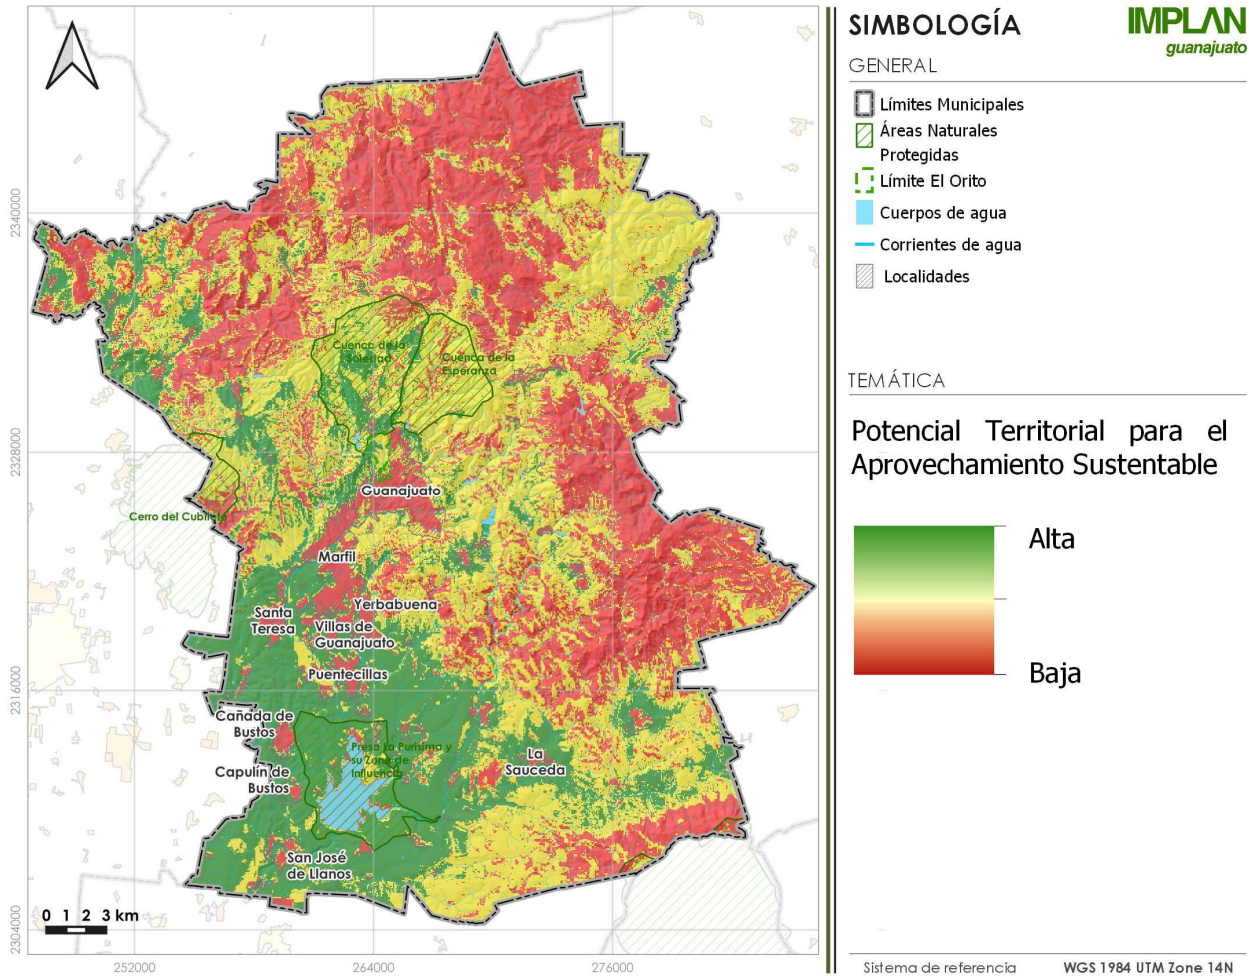 SIMBOLOGÍA
IMPLAN
guanajuato
GENERAL
Límites Municipales
Áreas Naturales
Protegidas
Límite El Orito
Cuerpos de agua
Corrientes de agua
Localidades
TEMÁTICA
Potencial Territorial para el
Aprovechamiento Sustentable
Alta
Baja
Sistema de referencia
WGS 1984 UTM Zone 14N
2340000
2328000
2316000
2304000
252000
264000
276000
Cuenca de la
Soledad
Cuenca de la
Esperanza
Guanajuato
Cerro del Cubilete
Marfil
Yerbabuena
Santa
Teresa
Villas de
Guanajuato
Puentecillas
Cañada de
Bustos
Presa La Purísima y
su Zona de
Influencia
La
Sauceda
Capulín de
Bustos
San José
de Llanos
0 1 2 3 km